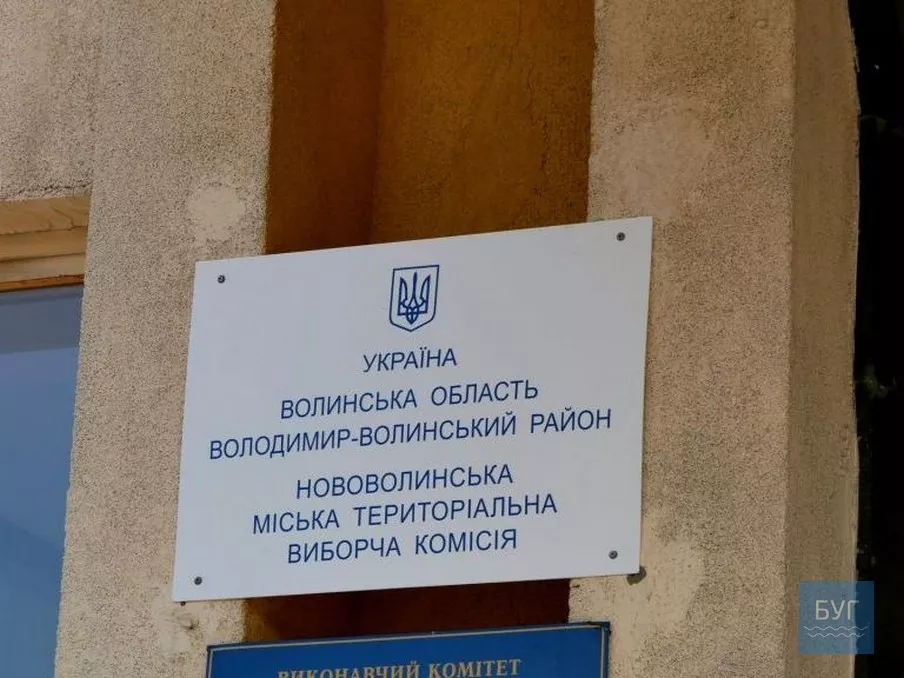 УКРАЇНА
ВОЛИНСЬКА ОБЛАСТЬ
ВОЛОДИМИР-ВОЛИНСЬКИЙ РАЙОН
НОВОВОЛИНСЬКА
МІСЬКА ТЕРИТОРІАЛЬНА
ВИБОРЧА КОМІСІЯ
ВИКОНАВЧИЙ КОМІТЕТ
БУГ